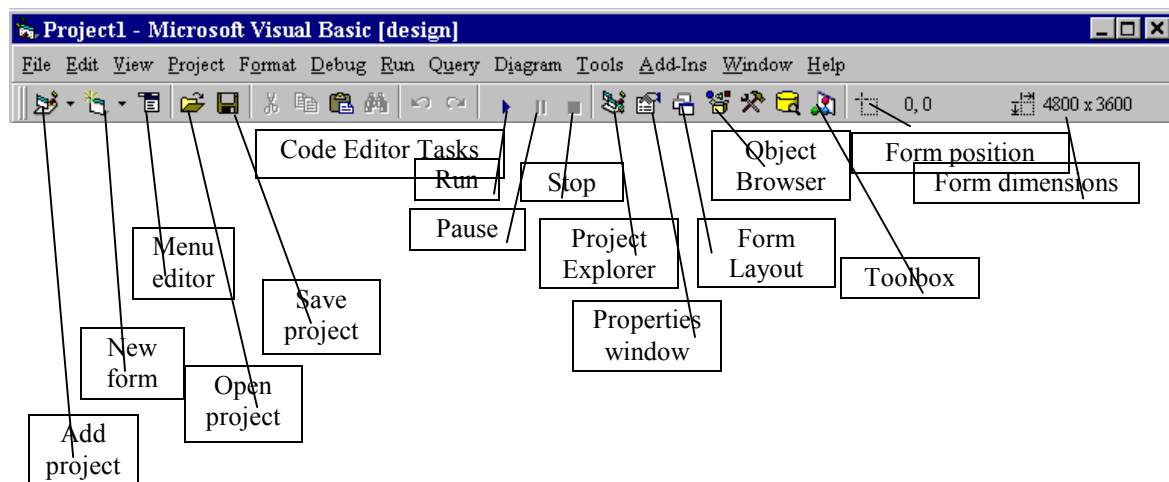 Project1 - Microsoft Visual Basic [design]
File Edit View Project Format Debug Run Query Diagram Tools Add-Ins Window Help
0, 0 4800 x 3600
Code Editor Tasks
Run
Stop
Pause
Object
Browser
Form position
Form dimensions
Menu
editor
Project
Explorer
Form
Layout
Toolbox
Save
project
Properties
window
New
form
Open
project
Add
project